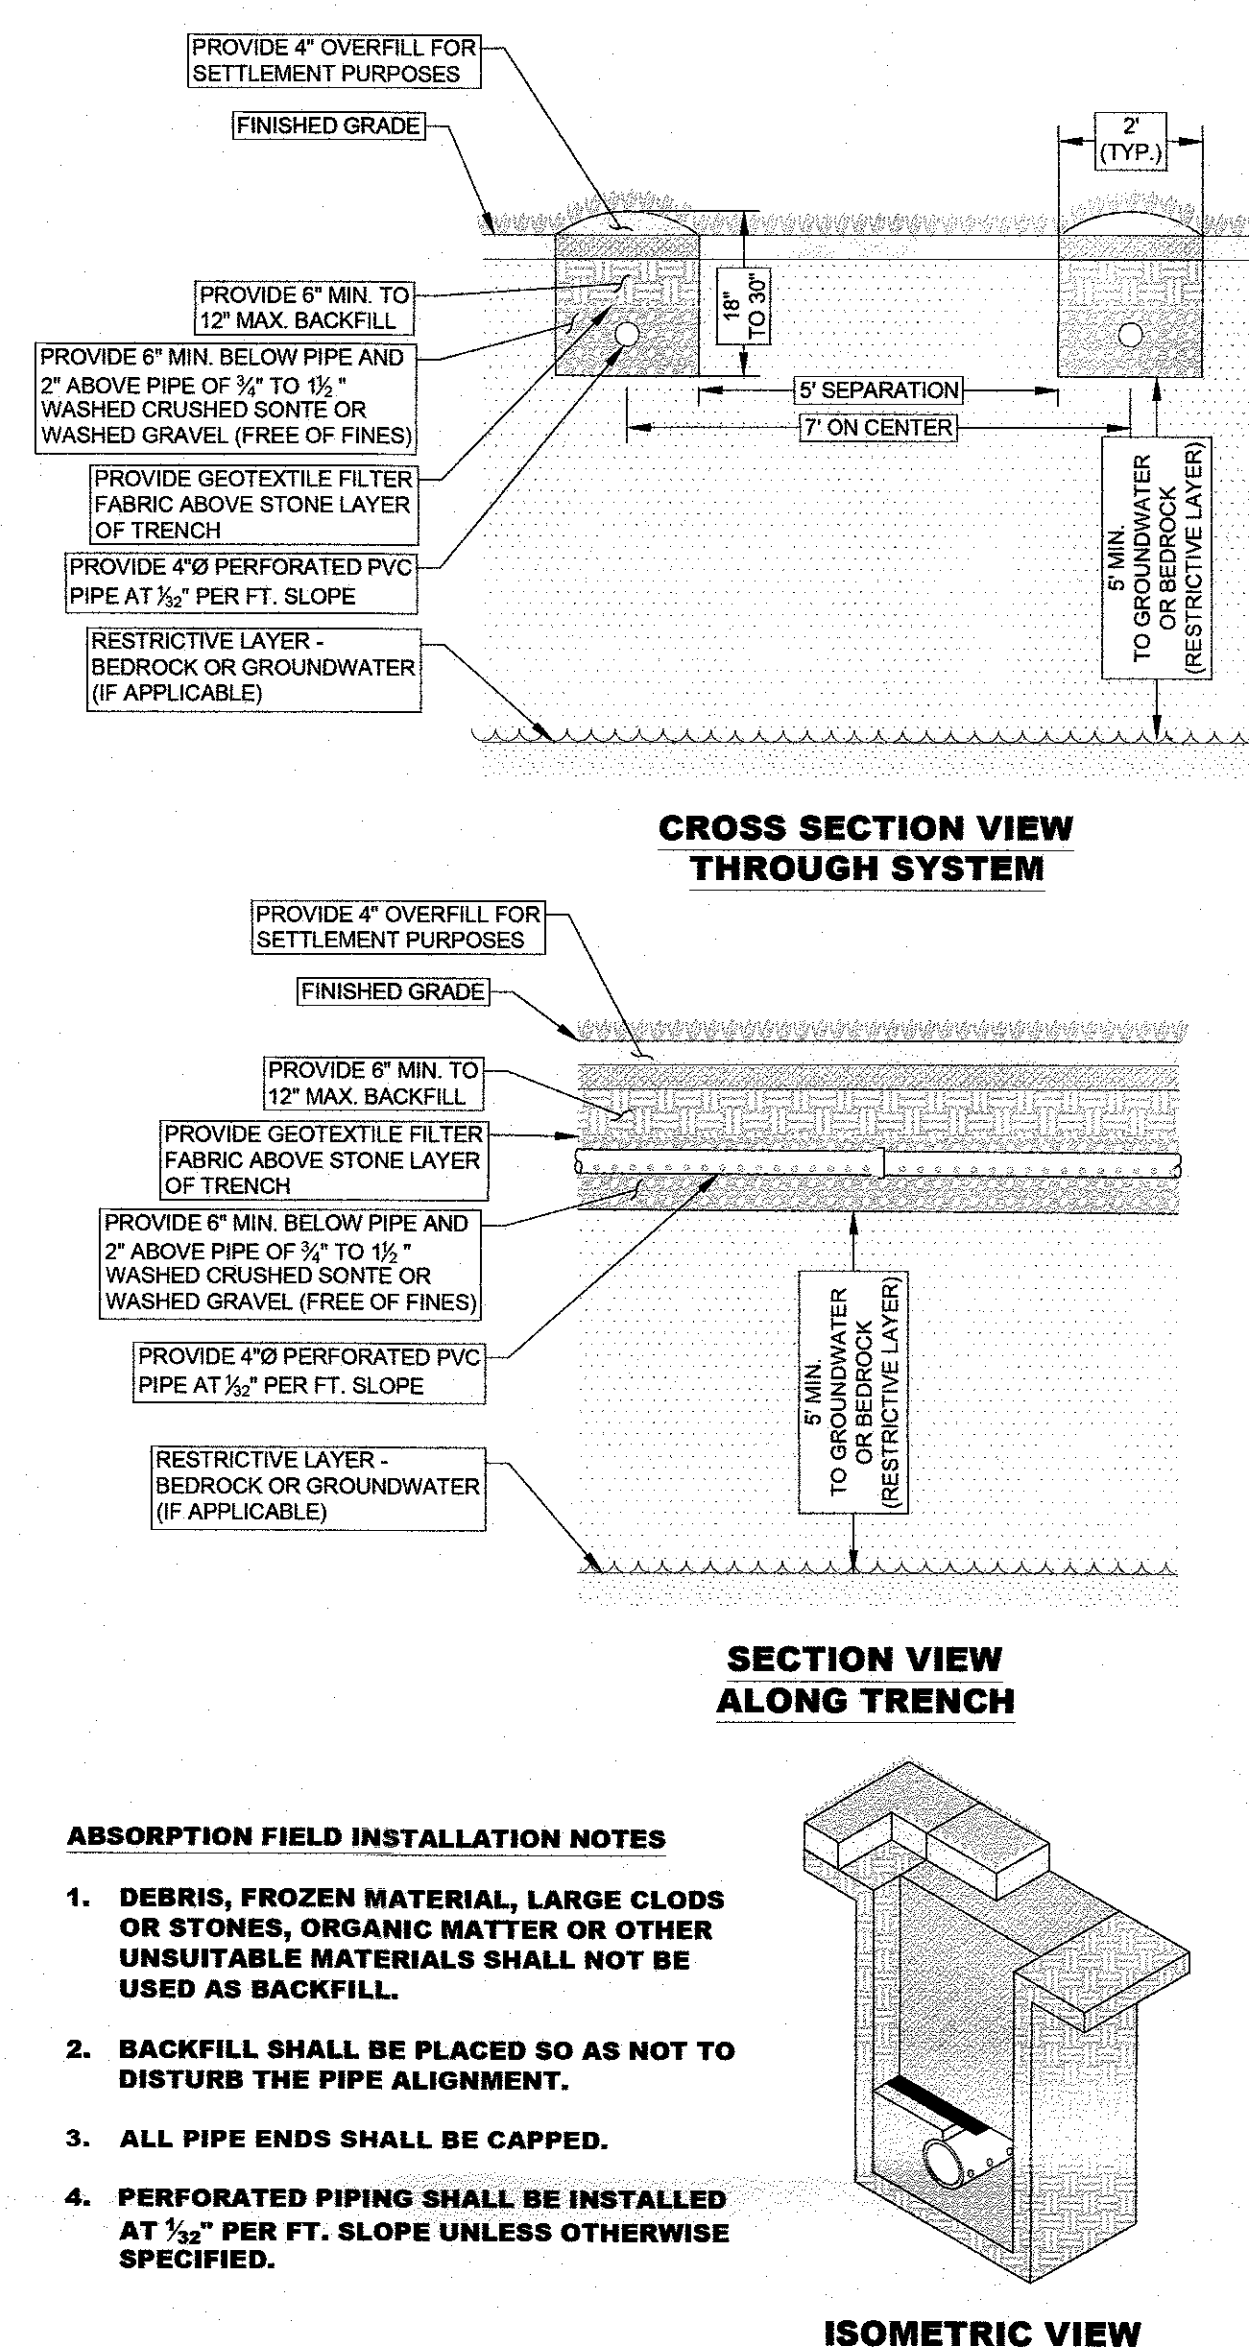 PROVIDE 4" OVERFILL FOR
SETTLEMENT PURPOSES
FINISHED GRADE
2'
(TYP.)
PROVIDE 6" MIN. TO
12" MAX. BACKFILL
18"
TO 30"
PROVIDE 6" MIN. BELOW PIPE AND
2" ABOVE PIPE OF ¾" TO 1½ "
WASHED CRUSHED SONTE OR
WASHED GRAVEL (FREE OF FINES)
5' SEPARATION
7' ON CENTER
PROVIDE GEOTEXTILE FILTER
FABRIC ABOVE STONE LAYER
OF TRENCH
PROVIDE 4"Ø PERFORATED PVC
PIPE AT 1/32" PER FT. SLOPE
5' MIN.
TO GROUNDWATER
OR BEDROCK
(RESTRICTIVE LAYER)
RESTRICTIVE LAYER -
BEDROCK OR GROUNDWATER
(IF APPLICABLE)
CROSS SECTION VIEW
THROUGH SYSTEM
PROVIDE 4" OVERFILL FOR
SETTLEMENT PURPOSES
FINISHED GRADE
PROVIDE 6" MIN. TO
12" MAX. BACKFILL
PROVIDE GEOTEXTILE FILTER
FABRIC ABOVE STONE LAYER
OF TRENCH
PROVIDE 6" MIN. BELOW PIPE AND
2" ABOVE PIPE OF ¾" TO 1½ "
WASHED CRUSHED SONTE OR
WASHED GRAVEL (FREE OF FINES)
PROVIDE 4"Ø PERFORATED PVC
PIPE AT 1/32" PER FT. SLOPE
5' MIN.
TO GROUNDWATER
OR BEDROCK
(RESTRICTIVE LAYER)
RESTRICTIVE LAYER -
BEDROCK OR GROUNDWATER
(IF APPLICABLE)
SECTION VIEW
ALONG TRENCH
ABSORPTION FIELD INSTALLATION NOTES
1. DEBRIS, FROZEN MATERIAL, LARGE CLODS
OR STONES, ORGANIC MATTER OR OTHER
UNSUITABLE MATERIALS SHALL NOT BE
USED AS BACKFILL.
2. BACKFILL SHALL BE PLACED SO AS NOT TO
DISTURB THE PIPE ALIGNMENT.
3. ALL PIPE ENDS SHALL BE CAPPED.
4. PERFORATED PIPING SHALL BE INSTALLED
AT 1/32" PER FT. SLOPE UNLESS OTHERWISE
SPECIFIED.
ISOMETRIC VIEW